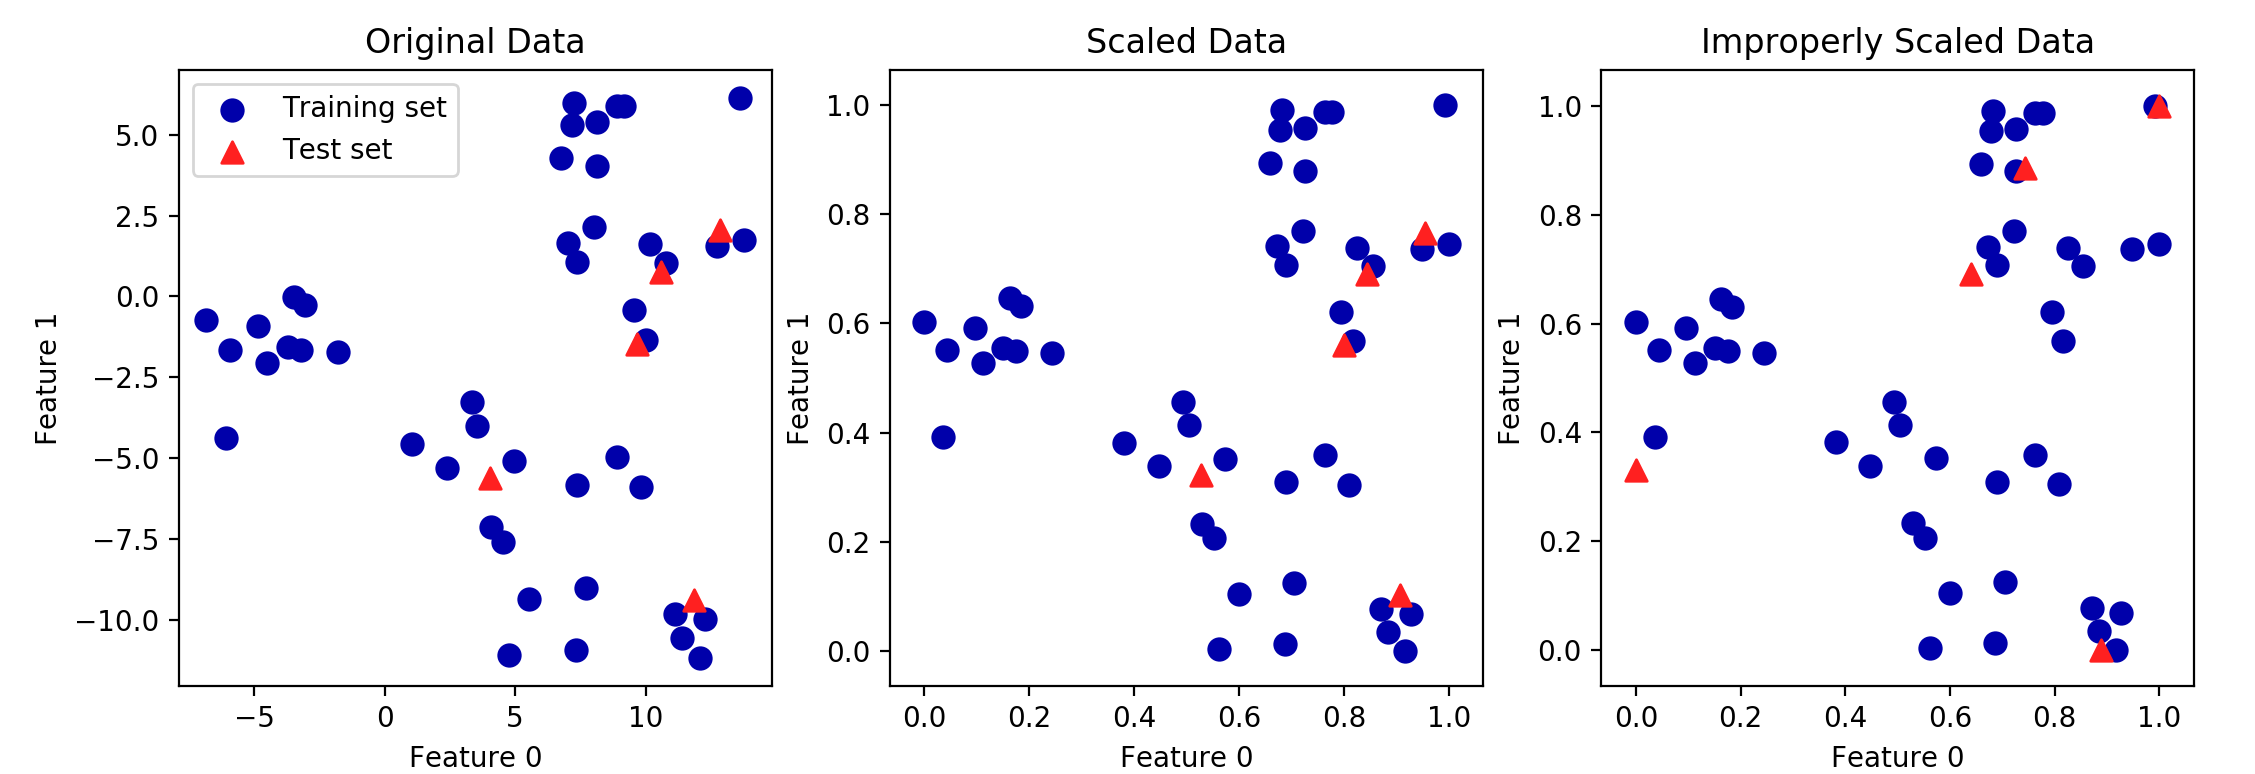 Original Data
Training set
Test set
5.0
2.5
0.0
−2.5
−5.0
−7.5
−10.0
Feature 1
−5 0 5 10
Feature 0
Scaled Data
1.0
0.8
0.6
0.4
0.2
0.0
Feature 1
0.0 0.2 0.4 0.6 0.8 1.0
Feature 0
Improperly Scaled Data
1.0
0.8
0.6
0.4
0.2
0.0
Feature 1
0.0 0.2 0.4 0.6 0.8 1.0
Feature 0